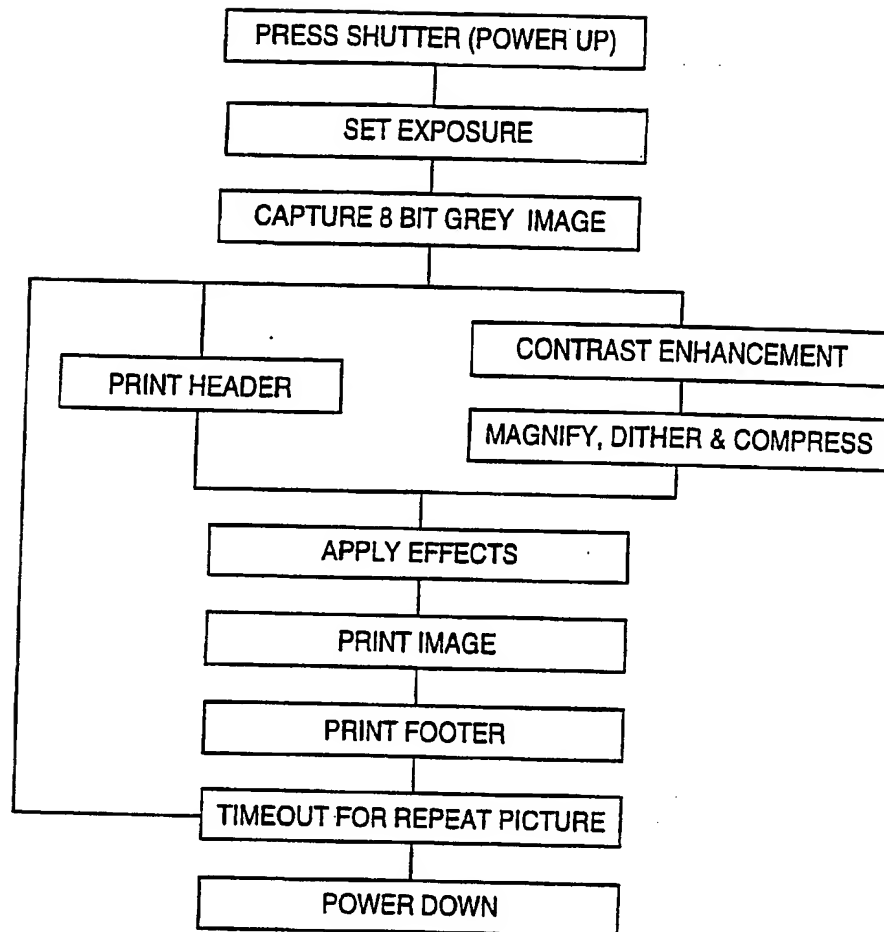 PRESS SHUTTER (POWER UP)
SET EXPOSURE
CAPTURE 8 BIT GREY IMAGE
CONTRAST ENHANCEMENT
PRINT HEADER
MAGNIFY, DITHER & COMPRESS
APPLY EFFECTS
PRINT IMAGE
PRINT FOOTER
TIMEOUT FOR REPEAT PICTURE
POWER DOWN